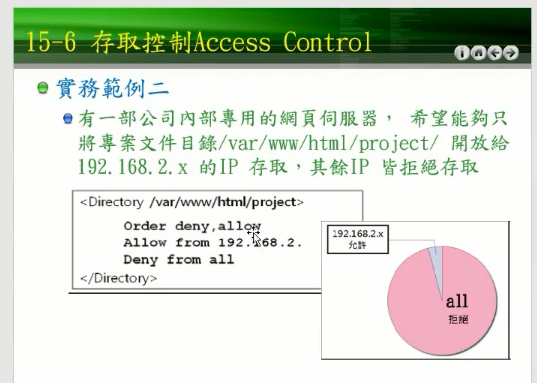 15-6 存取控制Access Control
實務範例二
有一部公司內部專用的網頁伺服器, 希望能夠只
將專案文件目錄/var/www/html/project/ 開放給
192.168.2.x 的IP 存取,其餘IP 皆拒絕存取
<Directory /var/www/html/project>
Order deny,allow
Allow from 192.168.2.
Deny from all
</Directory>
192.168.2.x
允許
all
拒絕